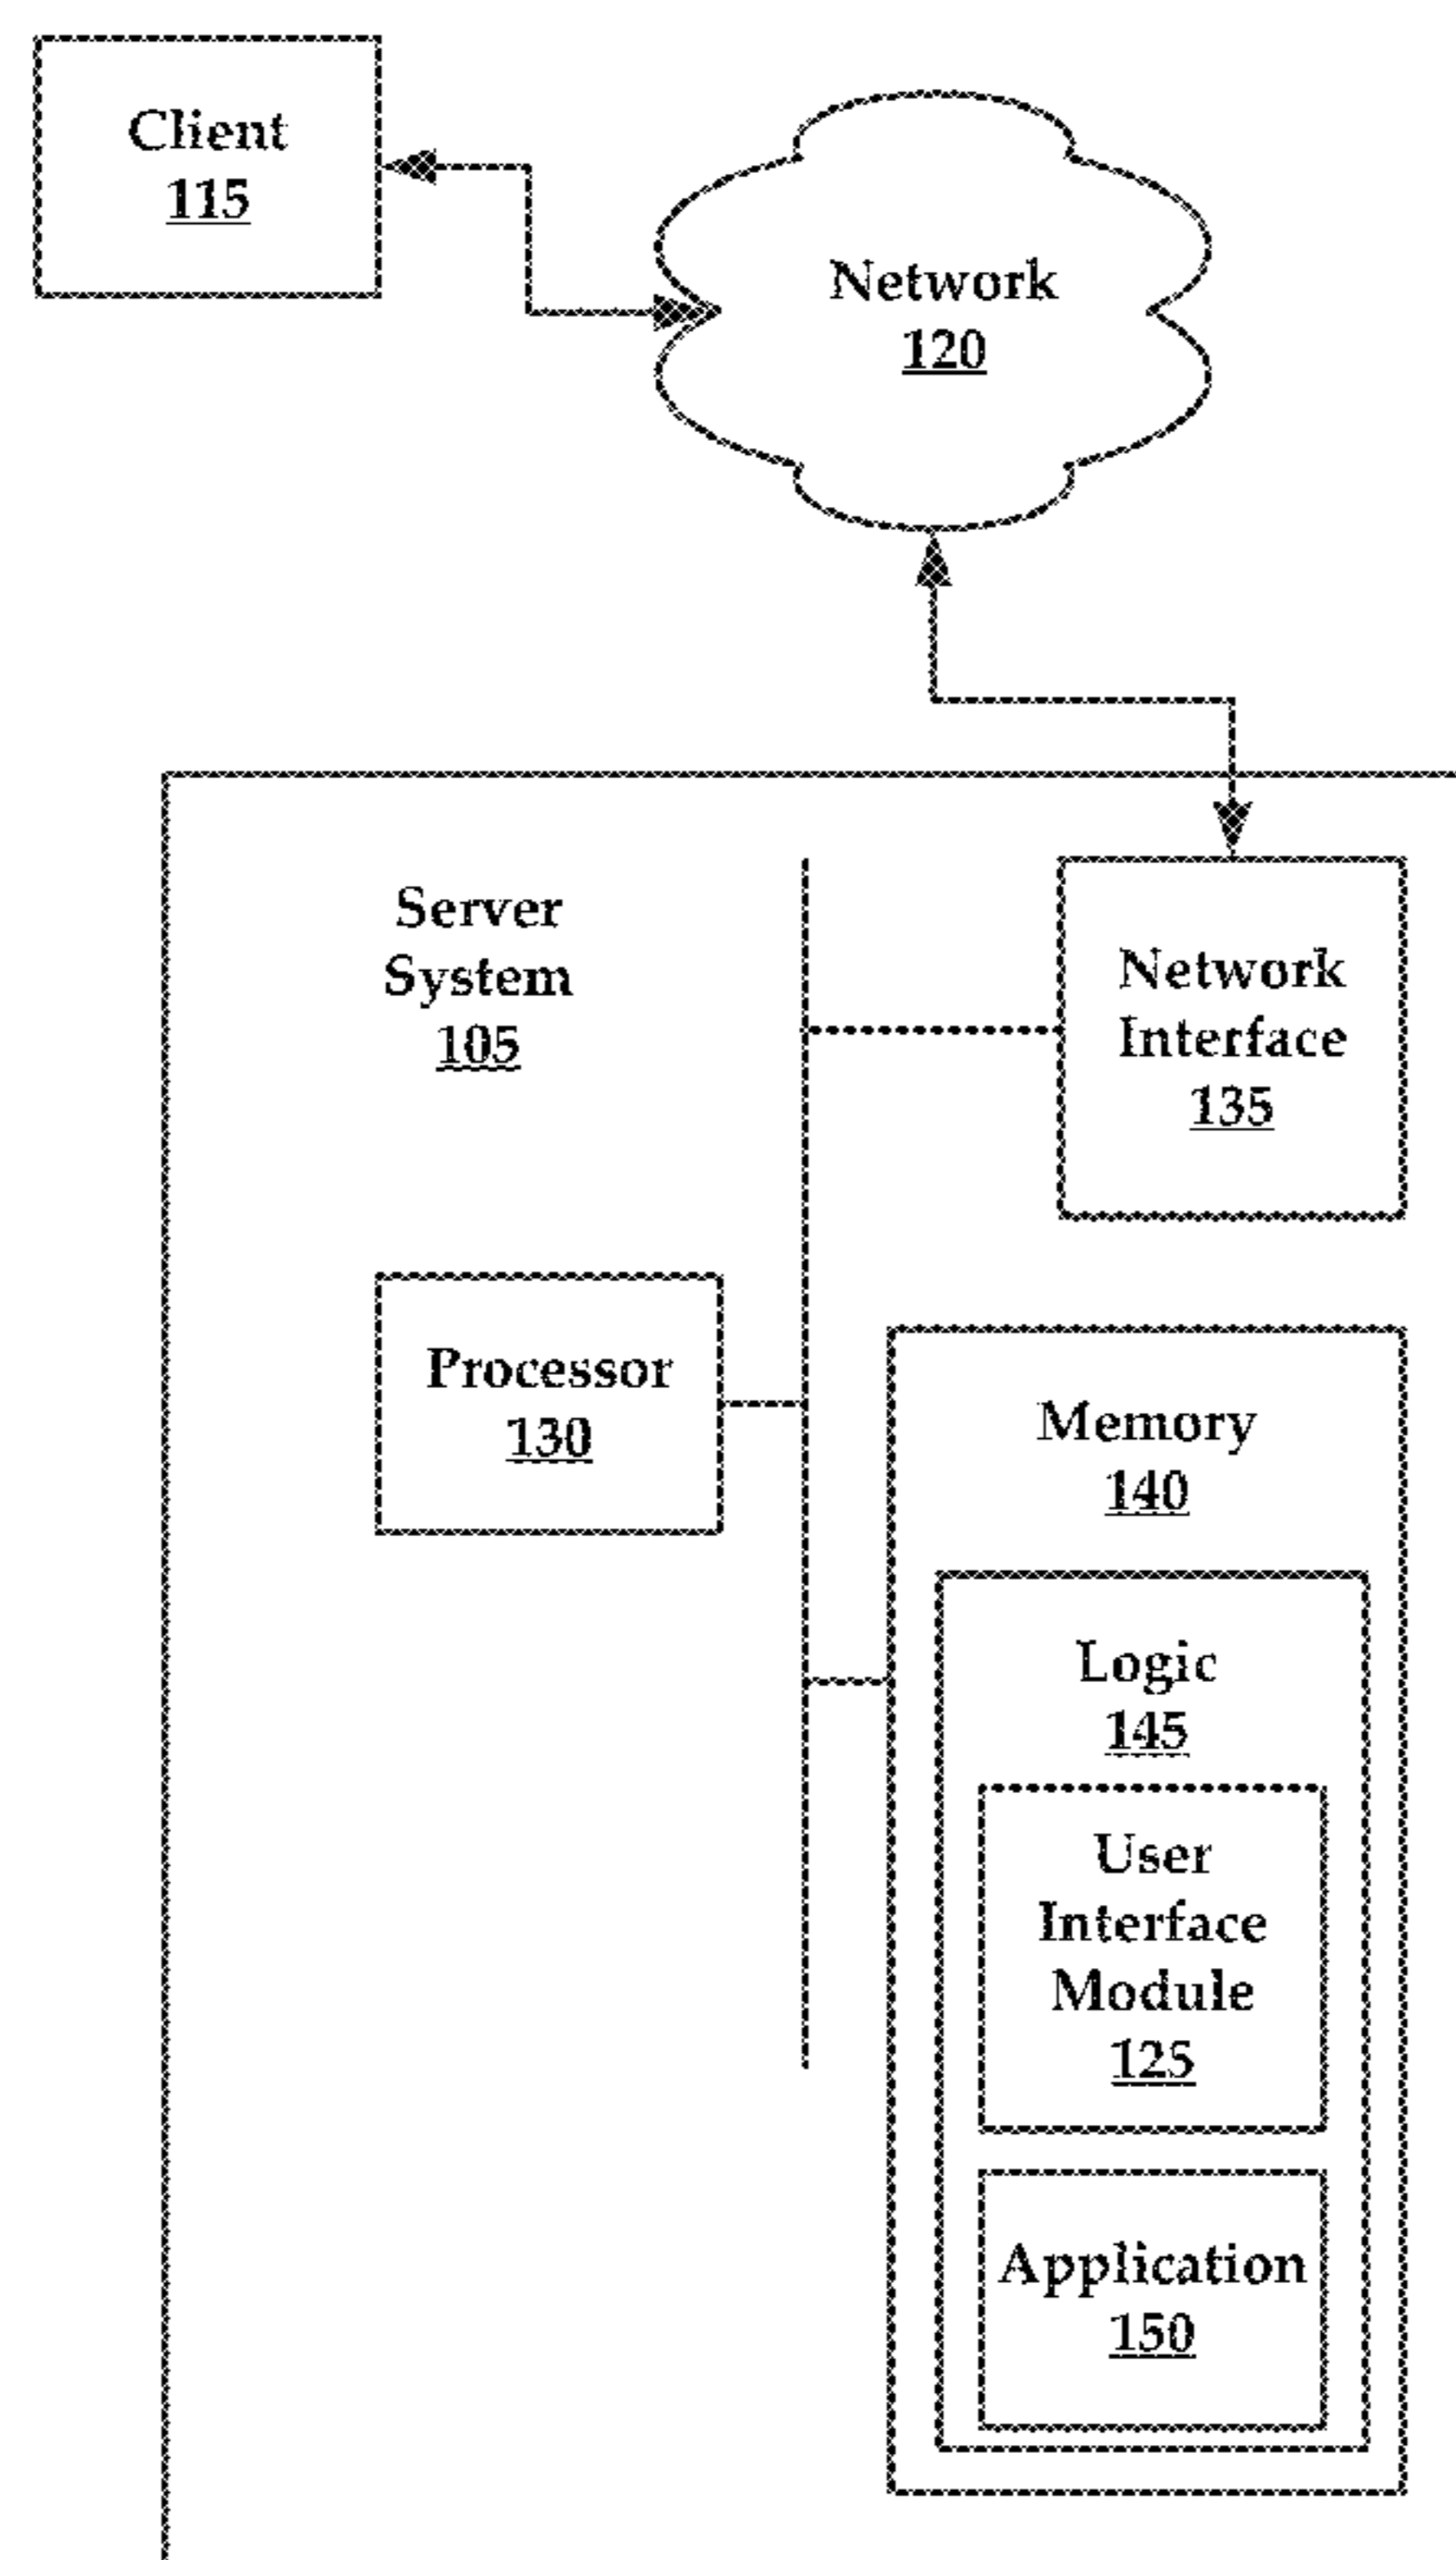 Client
115
Network
120
Server
System
105
Network
Interface
135
Processor
130
Memory
140
Logic
145
User
Interface
Module
125
Application
150